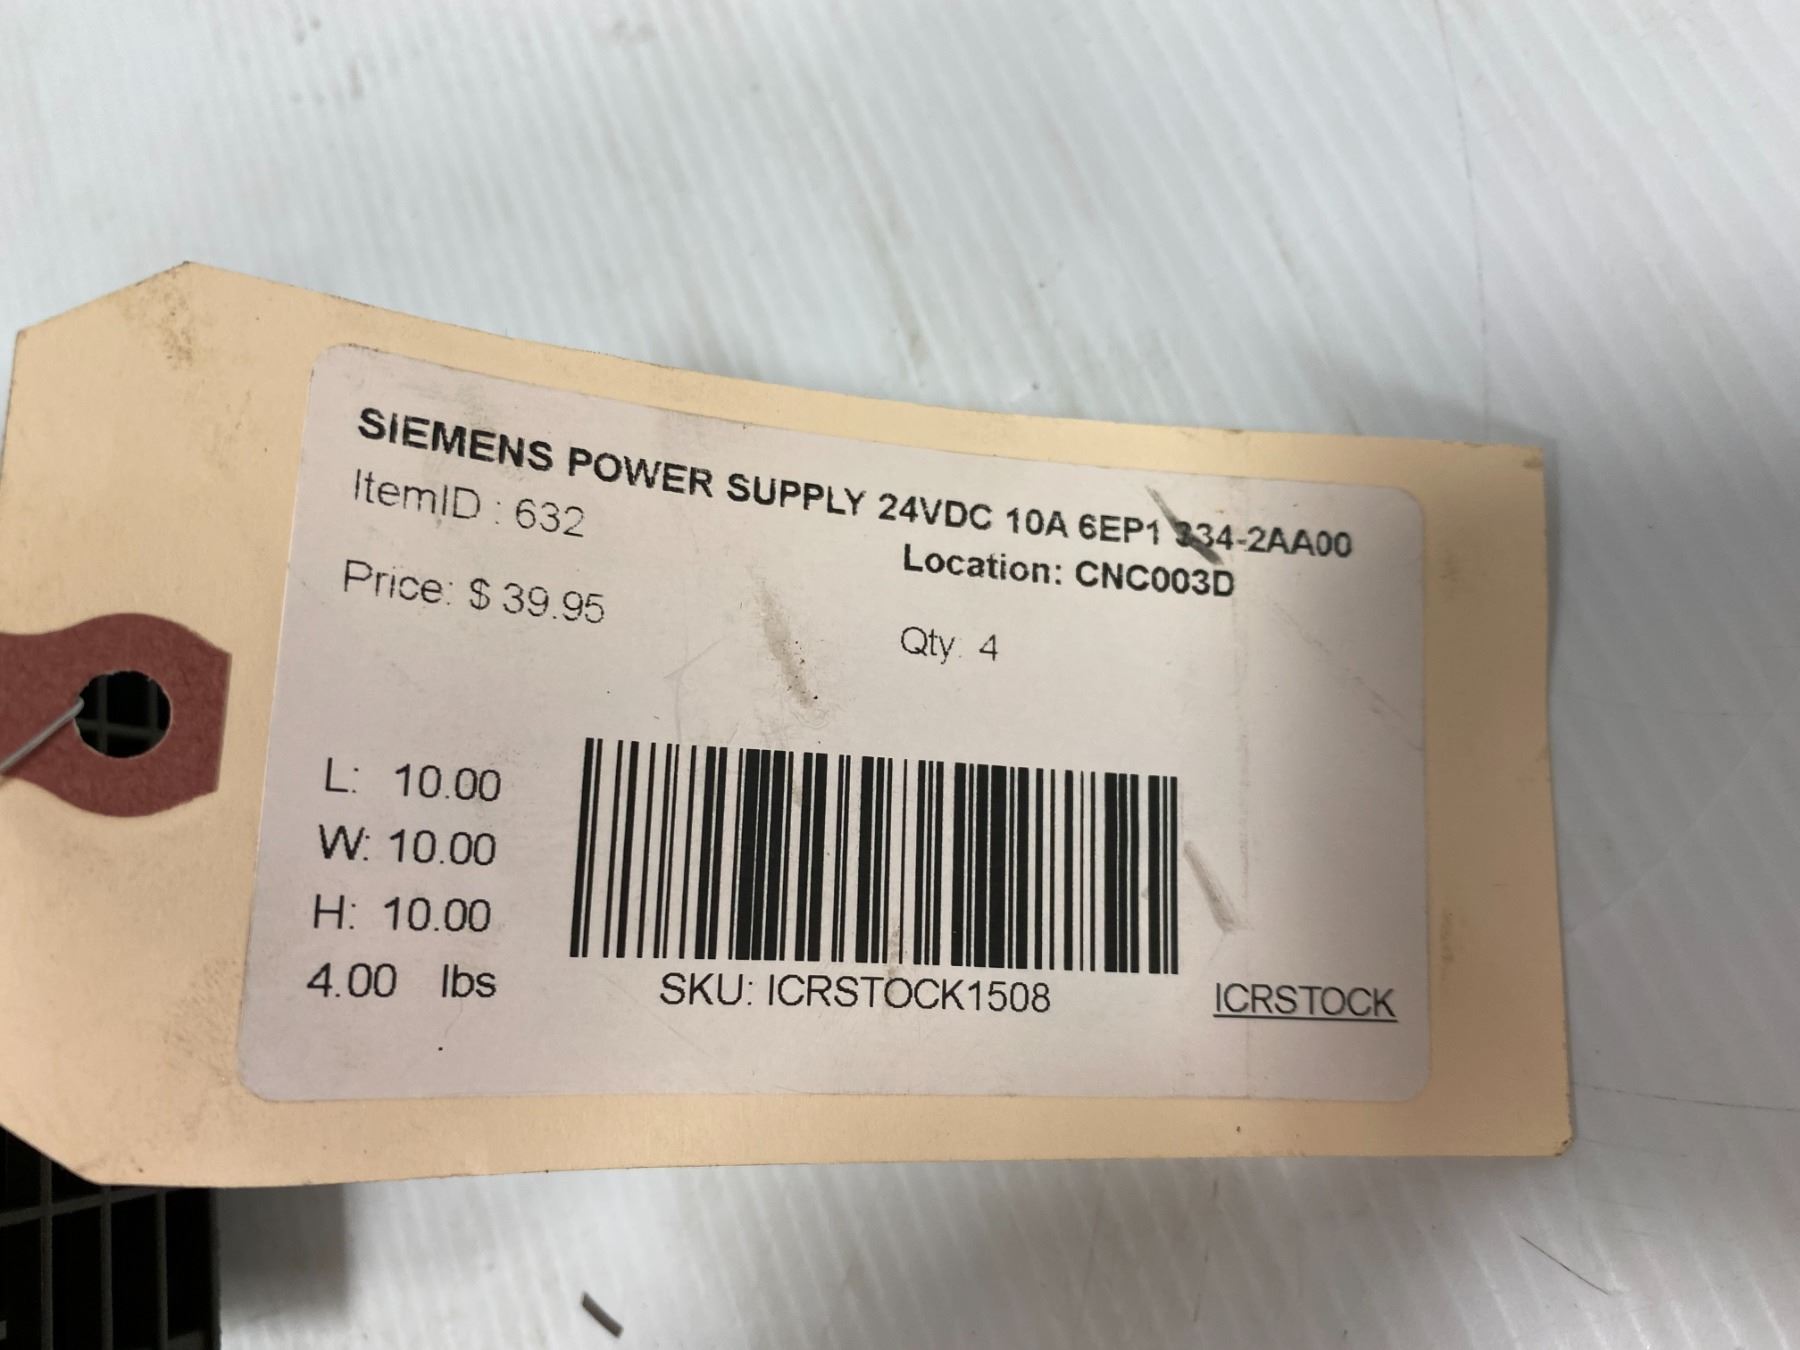 SIEMENS POWER SUPPLY 24VDC 10A 6EP1 334-2AA00
ItemID : 632
Location: CNC003D
Price: $ 39.95
Qty: 4
L: 10.00
W: 10.00
H: 10.00
4.00 lbs
SKU: ICRSTOCK1508
ICRSTOCK